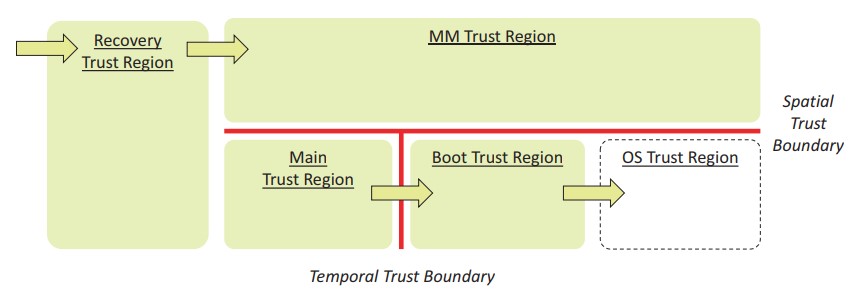 Recovery
Trust Region
MM Trust Region
Spatial
Trust
Boundary
Main
Trust Region
Boot Trust Region
OS Trust Region
Temporal Trust Boundary